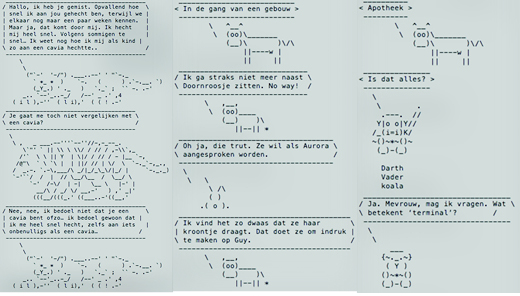 Hallo, ik heb je gemist. Opvallend hoe
snel ik aan jou gehecht ben, terwijl we
elkaar nog maar een paar weken kennen.
Maar ja, dat komt door mij. Ik hecht
mij heel snel. Volgens sommigen te
snel… Ik weet nog hoe ik mij als kind
zo aan een cavia hechtte..
Je gaat me toch niet vergelijken met
een cavia?
Nee, nee, ik bedoel niet dat je een
cavia bent ofzo.. ik bedoel gewoon dat
ik me heel snel hecht, zelfs aan iets
onbenulligs als een cavia…
< In de gang van een gebouw >
Ik ga straks niet meer naast
Doornroosje zitten. No way!
Oh ja, die trut. Ze wil als Aurora
aangesproken worden.
Ik vind het zo dwaas dat ze haar
kroontje draagt. Dat doet ze om indruk
te maken op Guy.
< Apotheek >
< Is dat alles? >
Darth
Vader
koala
Ja. Mevrouw, mag ik vragen. Wat
betekent 'terminal'?